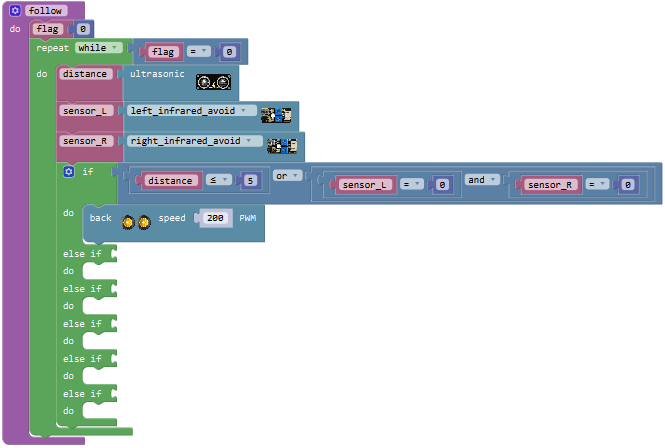 follow
do flag 0
repeat while flag = 0
do distance ultrasonic
sensor_L left_infrared_avoid
sensor_R right_infrared_avoid
if distance ≤ 5 or sensor_L = 0 and sensor_R = 0
do back speed 200 PWM
else if
do
else if
do
else if
do
else if
do
else if
do